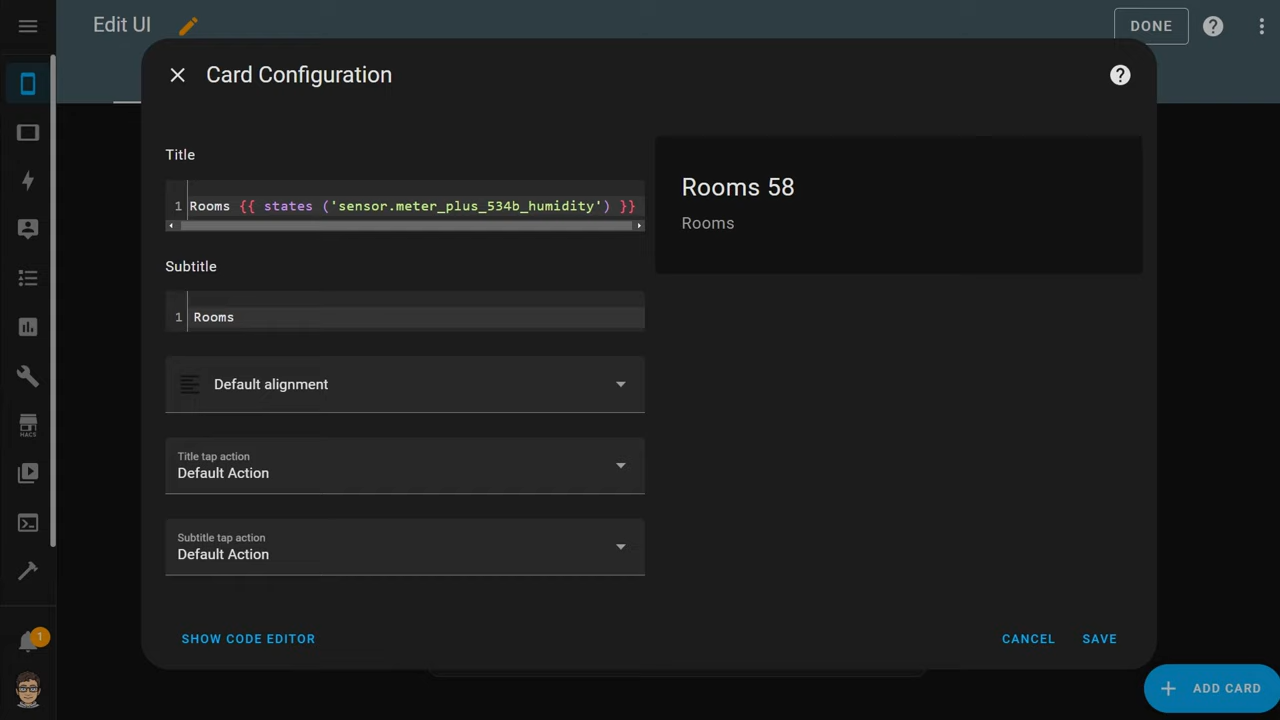 Edit UI
DONE
Card Configuration
Title
1 Rooms {{ states ('sensor.meter_plus_534b_humidity') }}
Rooms 58
Rooms
Subtitle
1 Rooms
Default alignment
Title tap action
Default Action
Subtitle tap action
Default Action
HACS
SHOW CODE EDITOR
CANCEL
SAVE
1
ADD CARD